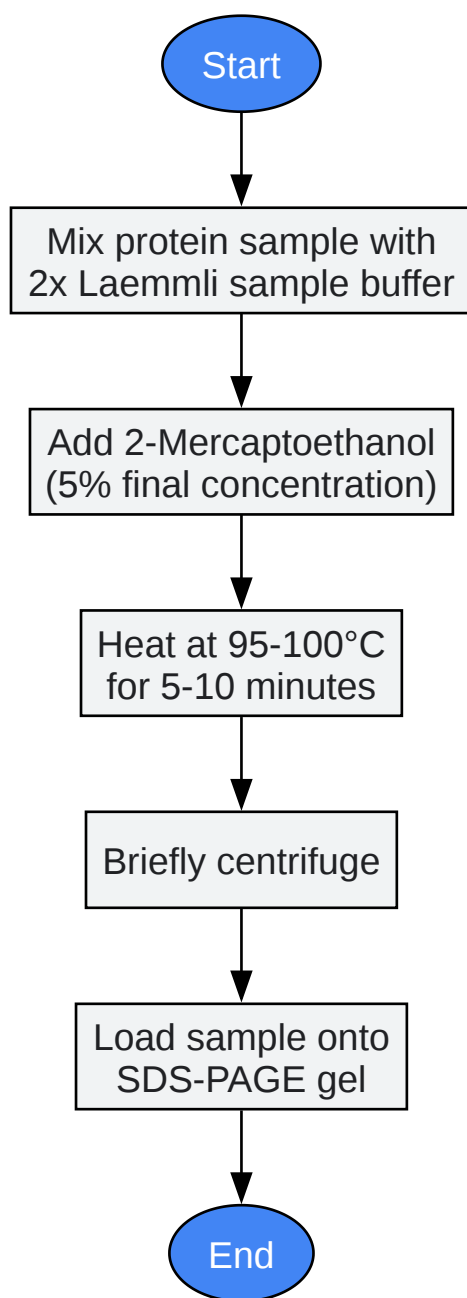 Start
Mix protein sample with
2x Laemmli sample buffer
Add 2-Mercaptoethanol
(5% final concentration)
Heat at 95-100°C
for 5-10 minutes
Briefly centrifuge
Load sample onto
SDS-PAGE gel
End